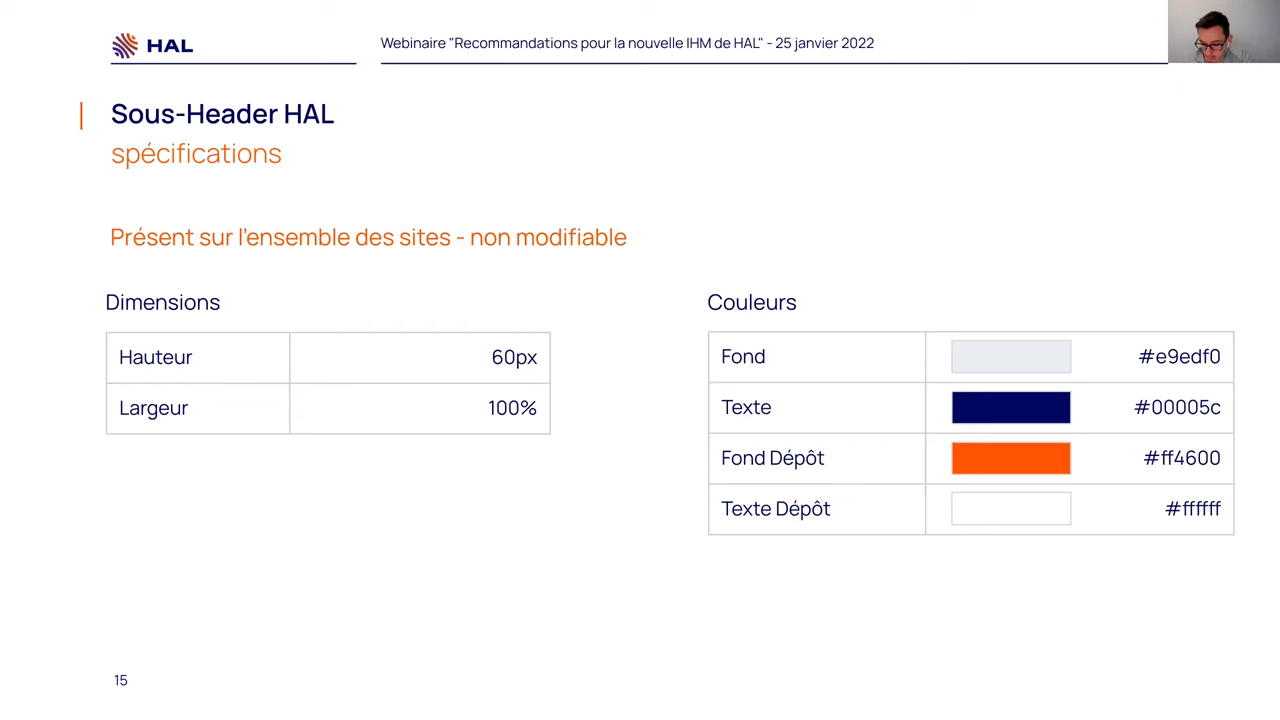 HAL
Webinaire "Recommandations pour la nouvelle IHM de HAL" - 25 janvier 2022
Sous-Header HAL
spécifications
Présent sur l'ensemble des sites - non modifiable
Dimensions
Hauteur 60px
Largeur 100%
Couleurs
Fond #e9edf0
Texte #00005c
Fond Dépôt #ff4600
Texte Dépôt #ffffff
15